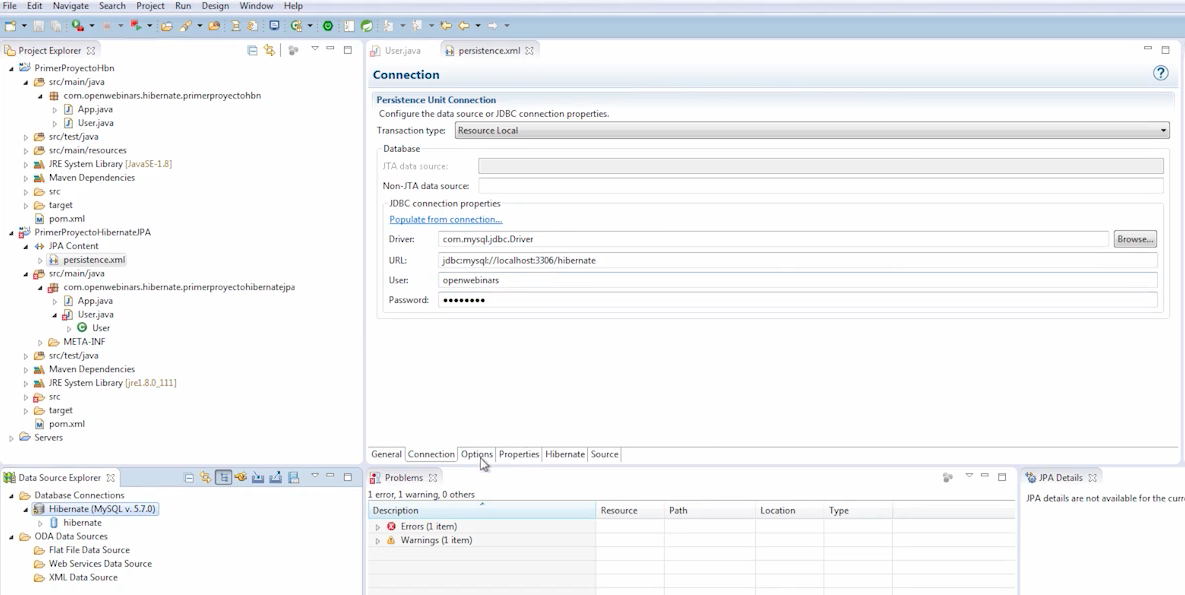 File Edit Navigate Search Project Run Design Window Help
Project Explorer
PrimerProyectoHbn
src/main/java
com.openwebinars.hibernate.primerproyectohbn
App.java
User.java
src/test/java
src/main/resources
JRE System Library [JavaSE-1.8]
Maven Dependencies
src
target
pom.xml
PrimerProyectoHibernateJPA
JPA Content
persistence.xml
src/main/java
com.openwebinars.hibernate.primerproyectohibernatejpa
App.java
User.java
User
META-INF
src/test/java
Maven Dependencies
JRE System Library [jre1.8.0_111]
src
target
pom.xml
Servers
User.java persistence.xml
Connection
Persistence Unit Connection
Configure the data source or JDBC connection properties.
Transaction type: Resource Local
Database
JTA data source:
Non-JTA data source:
JDBC connection properties
Populate from connection...
Driver: com.mysql.jdbc.Driver Browse...
URL: jdbc:mysql://localhost:3306/hibernate
User: openwebinars
Password: ••••••••
General Connection Options Properties Hibernate Source
Data Source Explorer
Database Connections
Hibernate (MySQL v. 5.7.0)
hibernate
ODA Data Sources
Flat File Data Source
Web Services Data Source
XML Data Source
Problems
1 error, 1 warning, 0 others
Description Resource Path Location Type
Errors (1 item)
Warnings (1 item)
JPA Details
JPA details are not available for the curre